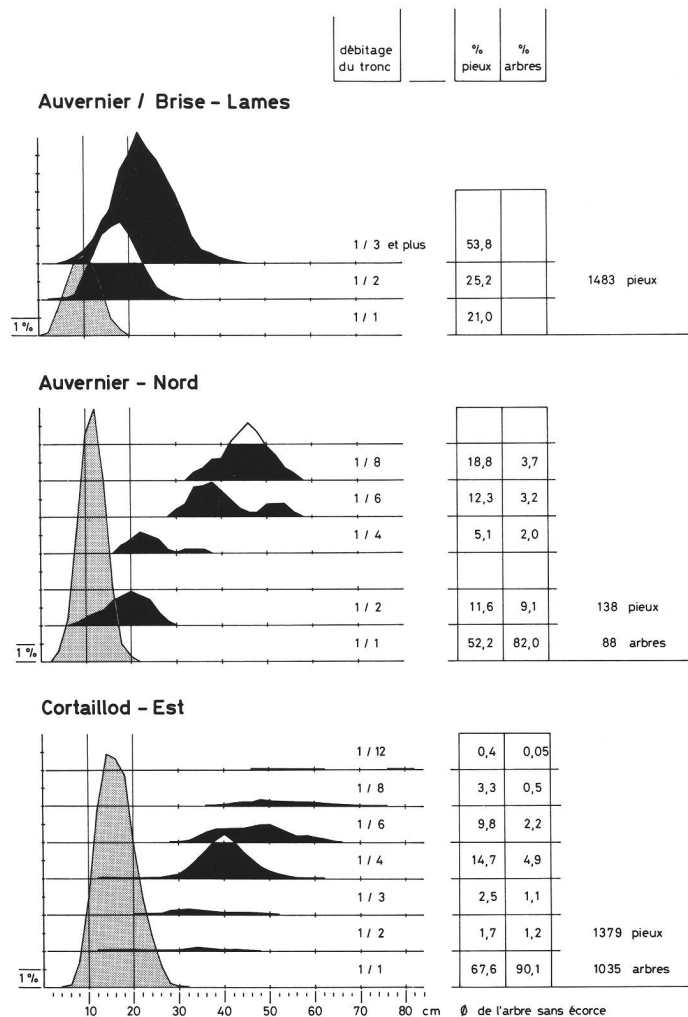 débitage % %
du tronc pieux arbres
Auvernier / Brise - Lames
1 / 3 et plus 53,8
1 / 2 25,2 1483 pieux
1% 1 / 1 21,0
Auvernier - Nord
1 / 8 18,8 3,7
1 / 6 12,3 3,2
1 / 4 5,1 2,0
1 / 2 11,6 9,1 138 pieux
1% 1 / 1 52,2 82,0 88 arbres
Cortaillod - Est
1 / 12 0,4 0,05
1 / 8 3,3 0,5
1 / 6 9,8 2,2
1 / 4 14,7 4,9
1 / 3 2,5 1,1
1 / 2 1,7 1,2 1379 pieux
1% 1 / 1 67,6 90,1 1035 arbres
10 20 30 40 50 60 70 80 cm Ø de l'arbre sans écorce